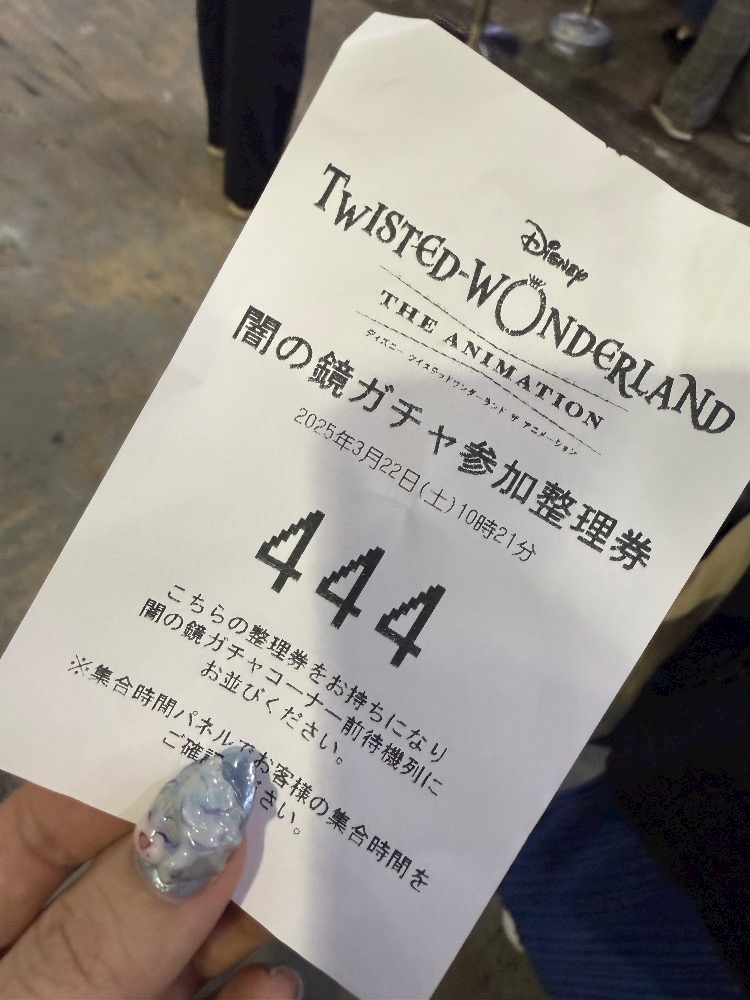 Disney
TWISTED-WONDERLAND
THE ANIMATION
ディズニー ツイステッドワンダーランド ザ アニメーション
闇の鏡ガチャ参加整理券
2025年3月22日(土)10時21分
444
こちらの整理券をお持ちになり
闇の鏡ガチャコーナー前待機列に
お並びください。
※集合時間パネルでお客様の集合時間を
ご確 ださい。